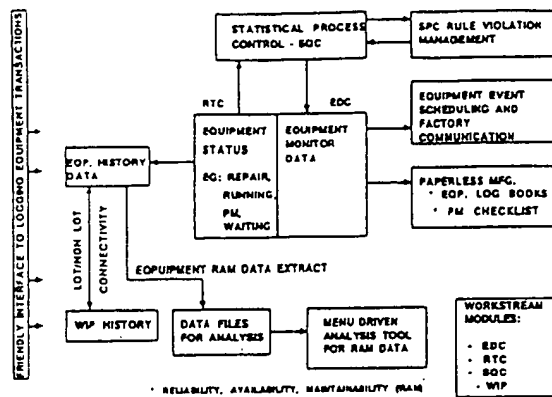 FRIENDLY INTERFACE TO LOGGING EQUIPMENT TRANSACTIONS
STATISTICAL PROCESS
CONTROL - SQC
SPC RULE VIOLATION
MANAGEMENT
RTC
EDC
EQUIPMENT
STATUS
EG: REPAIR,
RUNNING,
PM,
WAITING
EQUIPMENT
MONITOR
DATA
EQUIPMENT EVENT
SCHEDULING AND
FACTORY
COMMUNICATION
PAPERLESS MFG.
* EQP. LOG BOOKS
* PM CHECKLIST
EQP. HISTORY
DATA
LOT/NON LOT
CONNECTIVITY
EQPUIPMENT RAM DATA EXTRACT
WIP HISTORY
DATA FILES
FOR ANALYSIS
MENU DRIVEN
ANALYSIS TOOL
FOR RAM DATA
WORKSTREAM
MODULES:
- EDC
- RTC
- SQC
- WIP
* RELIABILITY, AVAILABILITY, MAINTAINABILITY (RAM)